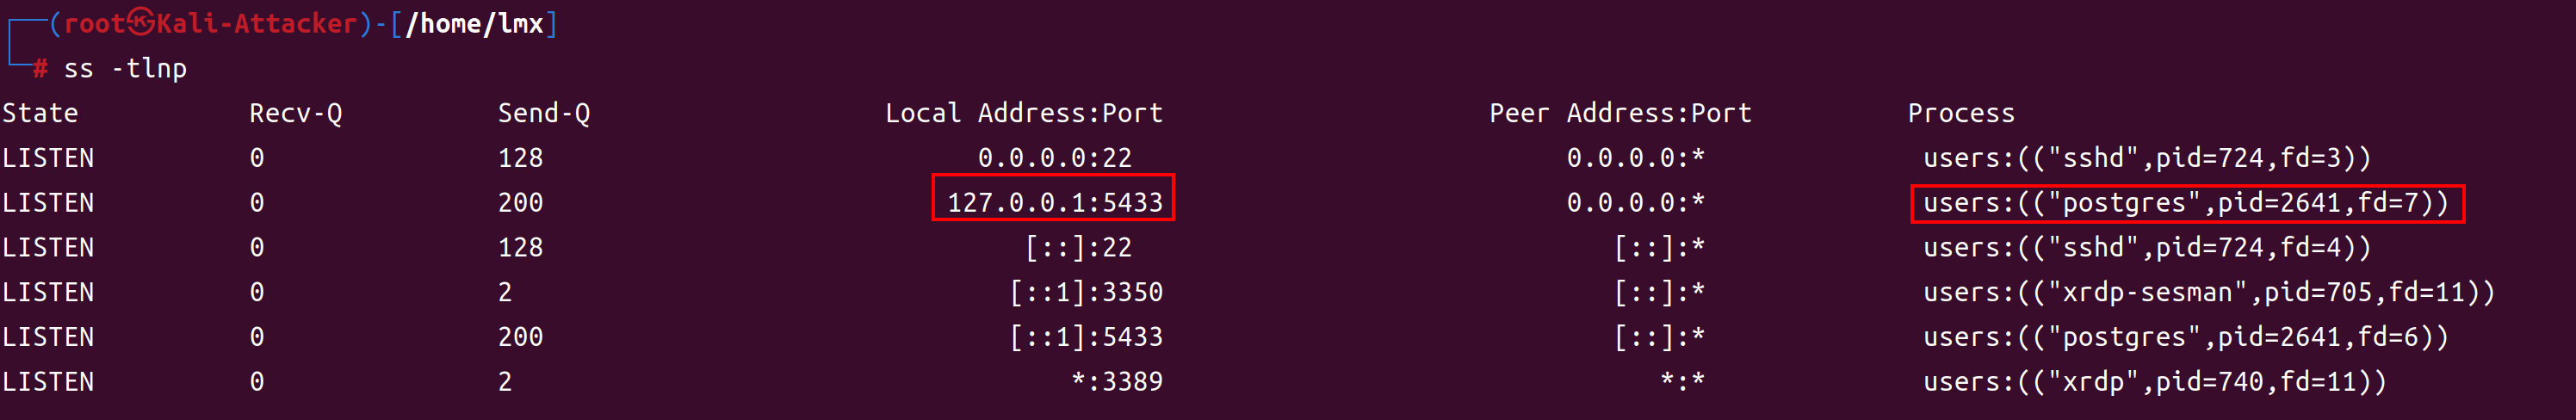 (root㉿Kali-Attacker)-[/home/lmx]
# ss -tlnp
State Recv-Q Send-Q Local Address:Port Peer Address:Port Process
LISTEN 0 128 0.0.0.0:22 0.0.0.0:* users:(("sshd",pid=724,fd=3))
LISTEN 0 200 127.0.0.1:5433 0.0.0.0:* users:(("postgres",pid=2641,fd=7))
LISTEN 0 128 [::]:22 [::]:* users:(("sshd",pid=724,fd=4))
LISTEN 0 2 [::1]:3350 [::]:* users:(("xrdp-sesman",pid=705,fd=11))
LISTEN 0 200 [::1]:5433 [::]:* users:(("postgres",pid=2641,fd=6))
LISTEN 0 2 *:3389 *:* users:(("xrdp",pid=740,fd=11))